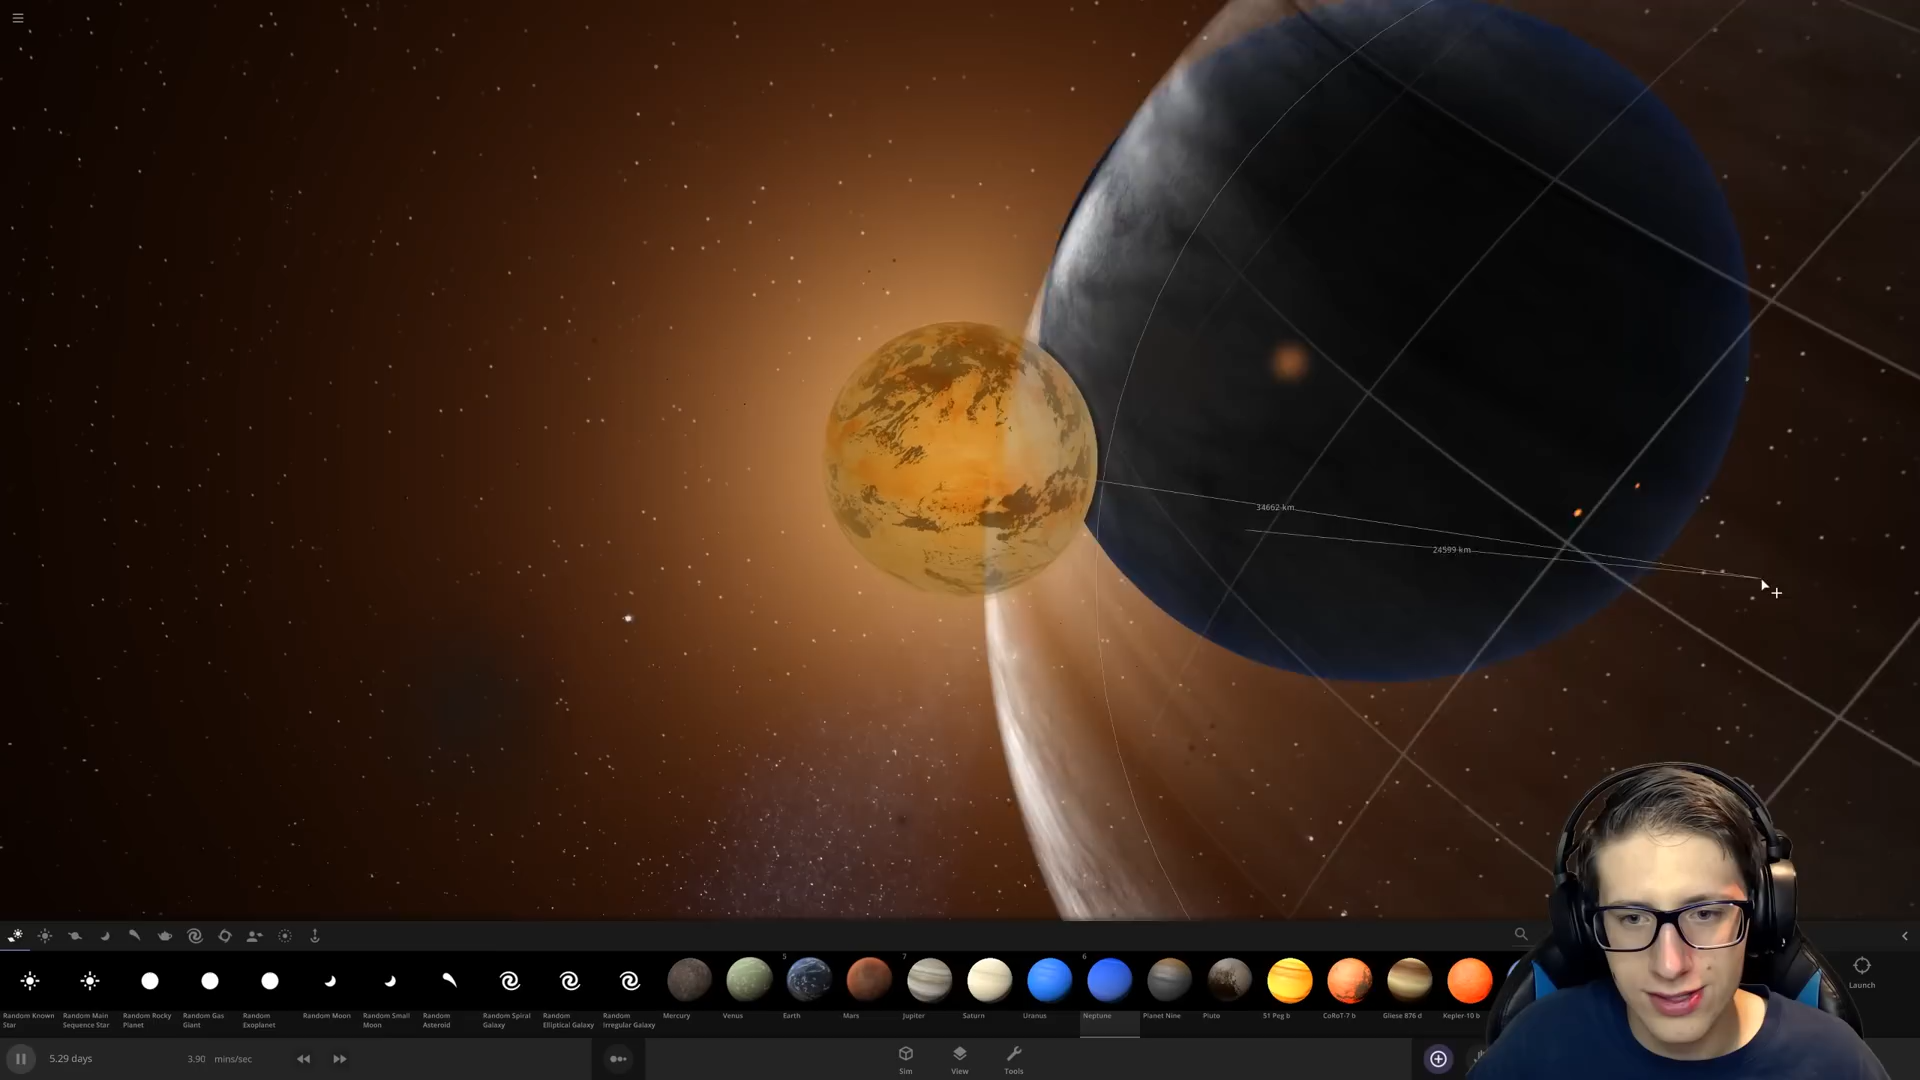 34662 km
24599 km
5
7
6
Random Known Star
Random Main Sequence Star
Random Rocky Planet
Random Gas Giant
Random Exoplanet
Random Moon
Random Small Moon
Random Asteroid
Random Spiral Galaxy
Random Elliptical Galaxy
Random Irregular Galaxy
Mercury
Venus
Earth
Mars
Jupiter
Saturn
Uranus
Neptune
Planet Nine
Pluto
51 Peg b
CoRoT-7 b
Gliese 876 d
Kepler-10 b
Launch
5.29 days
3.90 mins/sec
Sim
View
Tools